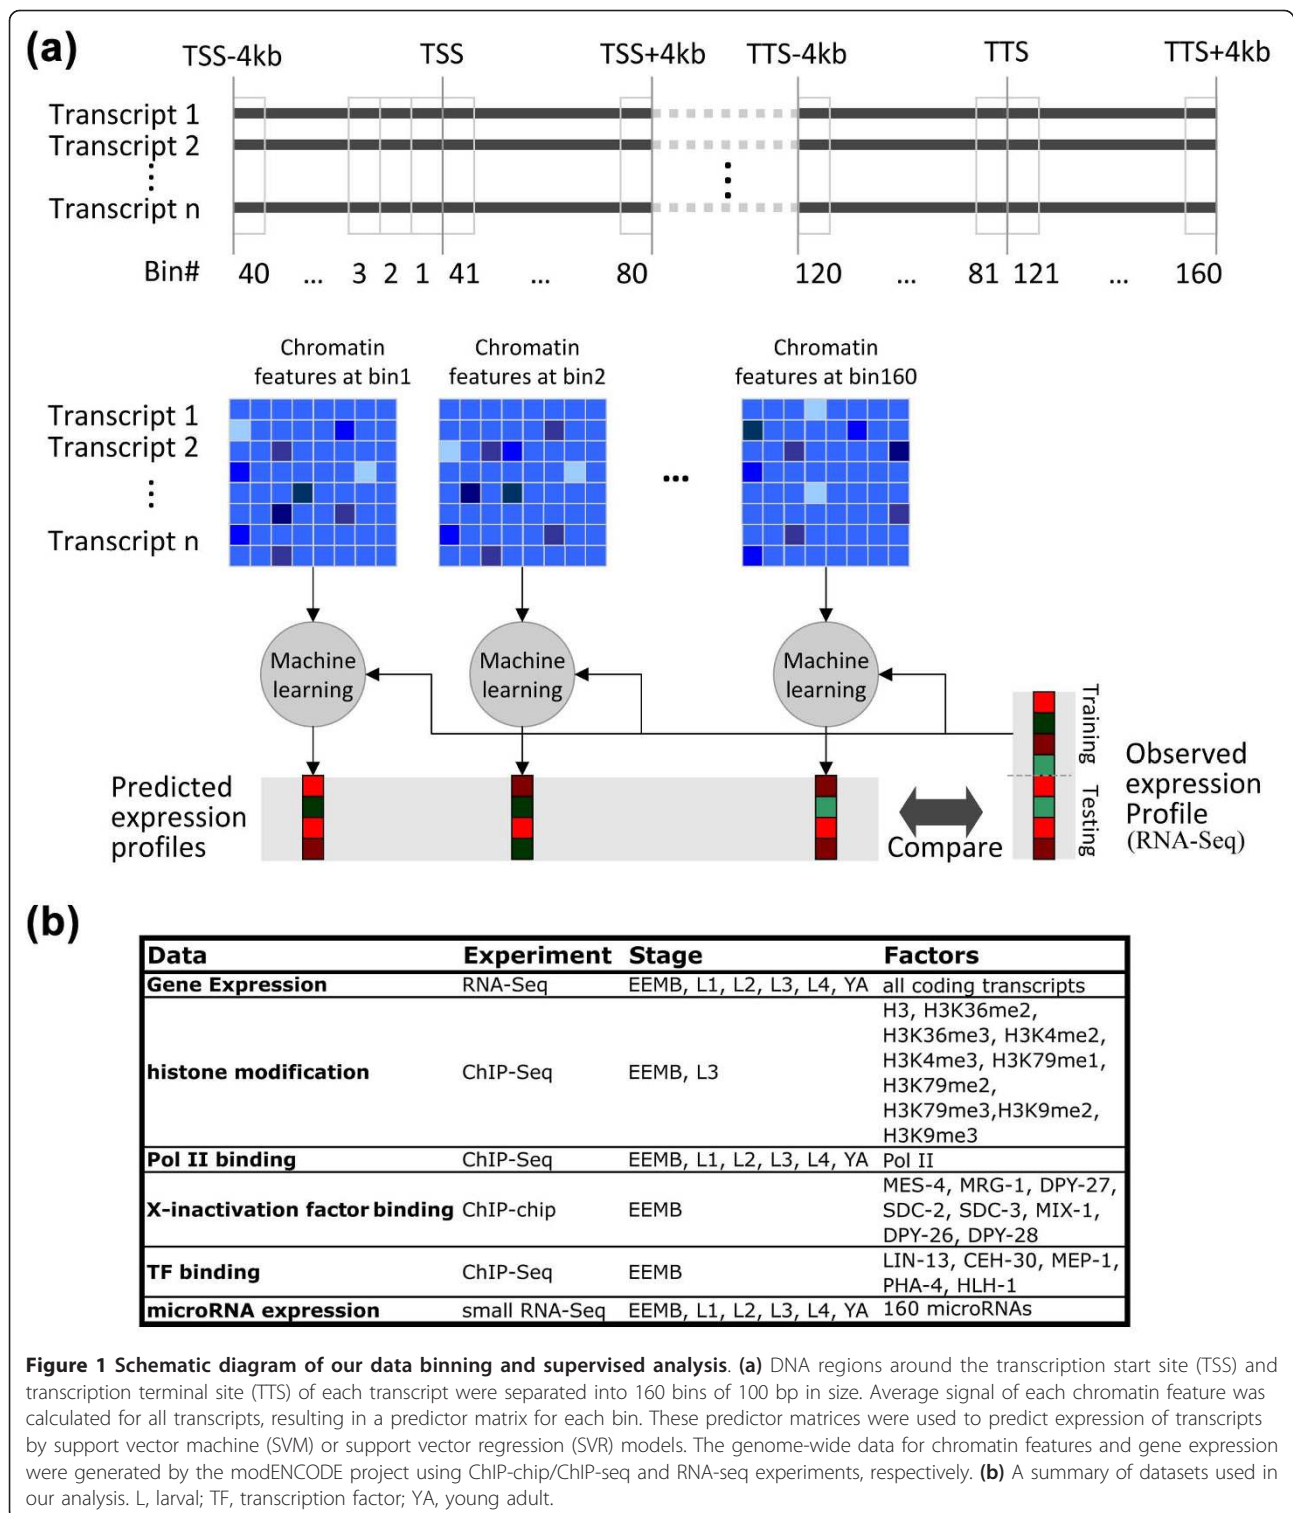 (a)
TSS-4kb TSS TSS+4kb TTS-4kb TTS TTS+4kb
Transcript 1
Transcript 2
Transcript n
Bin# 40 ... 3 2 1 41 ... 80 120 ... 81 121 ... 160
Chromatin features at bin1
Chromatin features at bin2
Chromatin features at bin160
Transcript 1
Transcript 2
...
Transcript n
Machine learning
Machine learning
Machine learning
Training
Testing
Observed expression Profile (RNA-Seq)
Predicted expression profiles
Compare
(b)
Data Experiment Stage Factors
Gene Expression RNA-Seq EEMB, L1, L2, L3, L4, YA all coding transcripts
histone modification ChIP-Seq EEMB, L3 H3, H3K36me2,
H3K36me3, H3K4me2,
H3K4me3, H3K79me1,
H3K79me2,
H3K79me3,H3K9me2,
H3K9me3
Pol II binding ChIP-Seq EEMB, L1, L2, L3, L4, YA Pol II
X-inactivation factor binding ChIP-chip EEMB MES-4, MRG-1, DPY-27,
SDC-2, SDC-3, MIX-1,
DPY-26, DPY-28
TF binding ChIP-Seq EEMB LIN-13, CEH-30, MEP-1,
PHA-4, HLH-1
microRNA expression small RNA-Seq EEMB, L1, L2, L3, L4, YA 160 microRNAs
Figure 1 Schematic diagram of our data binning and supervised analysis. (a) DNA regions around the transcription start site (TSS) and
transcription terminal site (TTS) of each transcript were separated into 160 bins of 100 bp in size. Average signal of each chromatin feature was
calculated for all transcripts, resulting in a predictor matrix for each bin. These predictor matrices were used to predict expression of transcripts
by support vector machine (SVM) or support vector regression (SVR) models. The genome-wide data for chromatin features and gene expression
were generated by the modENCODE project using ChIP-chip/ChIP-seq and RNA-seq experiments, respectively. (b) A summary of datasets used in
our analysis. L, larval; TF, transcription factor; YA, young adult.